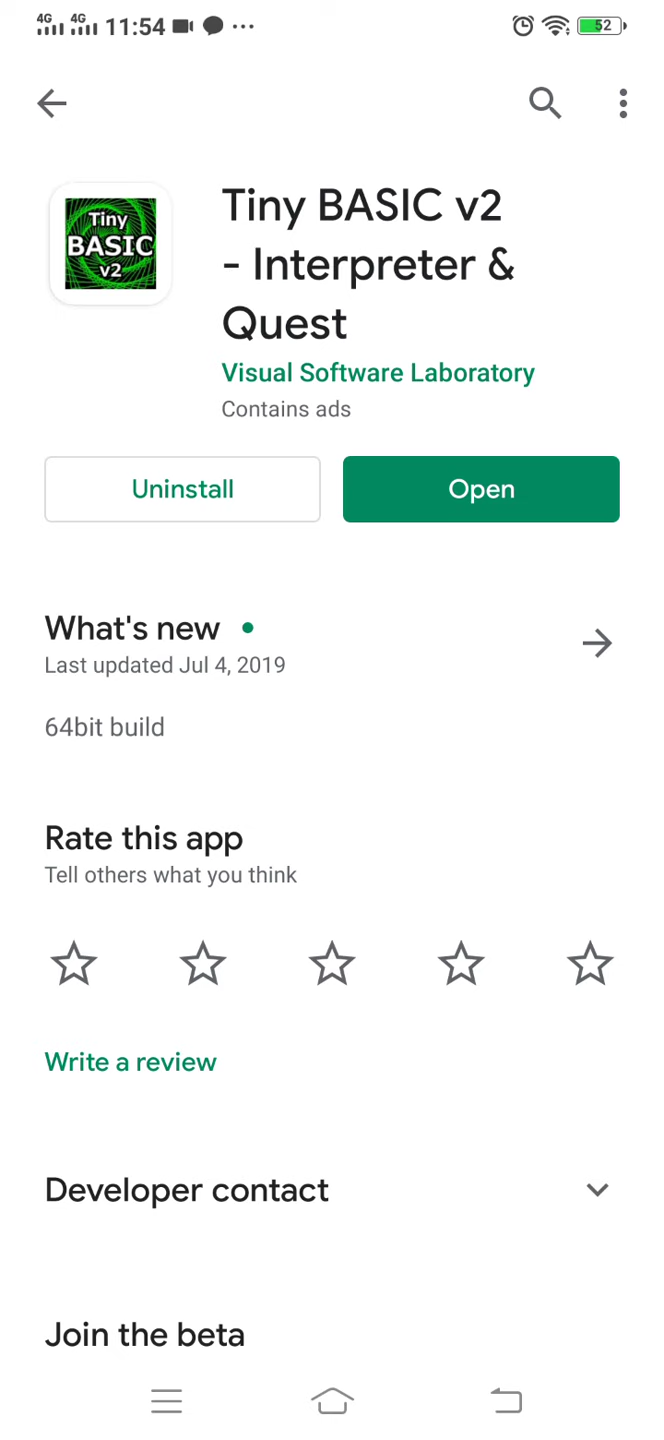 4G 4G 11:54 52
Tiny BASIC v2
- Interpreter &
Quest
Tiny
BASIC
v2
Visual Software Laboratory
Contains ads
Uninstall Open
What's new
Last updated Jul 4, 2019
64bit build
Rate this app
Tell others what you think
Write a review
Developer contact
Join the beta